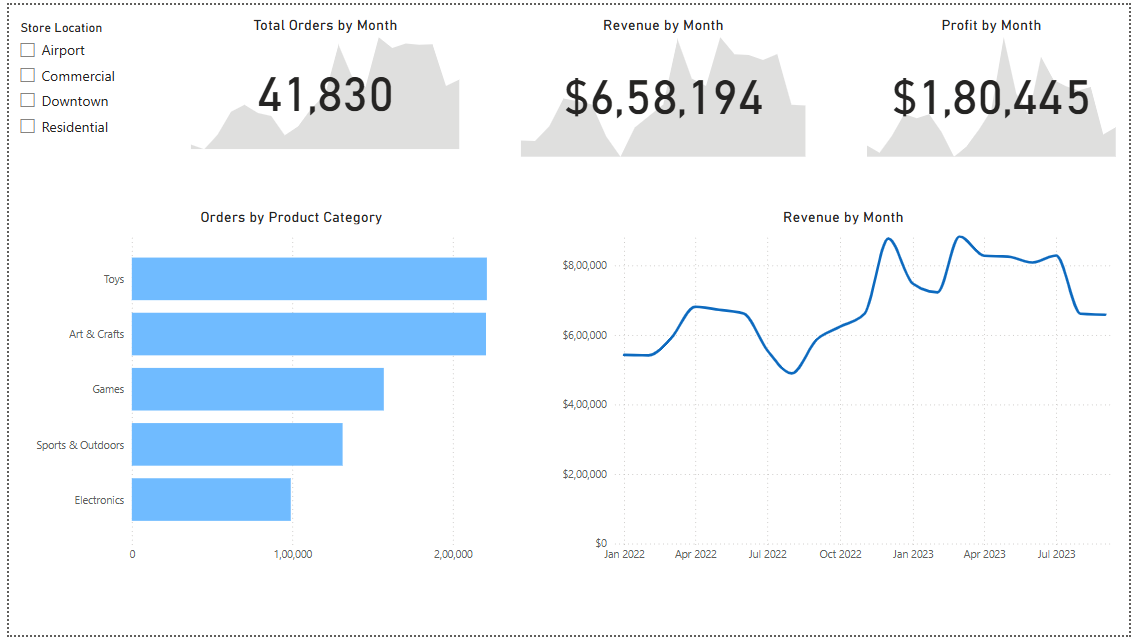 Store Location
Airport
Commercial
Downtown
Residential
Total Orders by Month
41,830
Revenue by Month
$6,58,194
Profit by Month
$1,80,445
Orders by Product Category
Toys
Art & Crafts
Games
Sports & Outdoors
Electronics
0 1,00,000 2,00,000
Revenue by Month
$8,00,000
$6,00,000
$4,00,000
$2,00,000
$0
Jan 2022 Apr 2022 Jul 2022 Oct 2022 Jan 2023 Apr 2023 Jul 2023